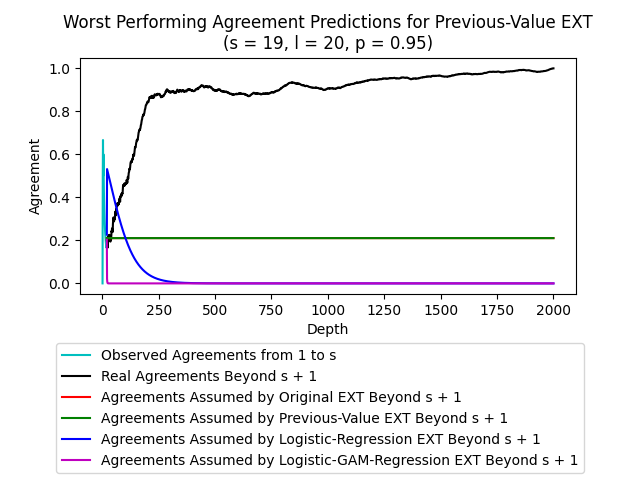 Worst Performing Agreement Predictions for Previous-Value EXT
(s = 19, l = 20, p = 0.95)
1.0
0.8
0.6
0.4
0.2
0.0
Agreement
0 250 500 750 1000 1250 1500 1750 2000
Depth
Observed Agreements from 1 to s
Real Agreements Beyond s + 1
Agreements Assumed by Original EXT Beyond s + 1
Agreements Assumed by Previous-Value EXT Beyond s + 1
Agreements Assumed by Logistic-Regression EXT Beyond s + 1
Agreements Assumed by Logistic-GAM-Regression EXT Beyond s + 1